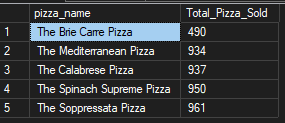 pizza_name Total_Pizza_Sold
1 The Brie Carre Pizza 490
2 The Mediterranean Pizza 934
3 The Calabrese Pizza 937
4 The Spinach Supreme Pizza 950
5 The Soppressata Pizza 961